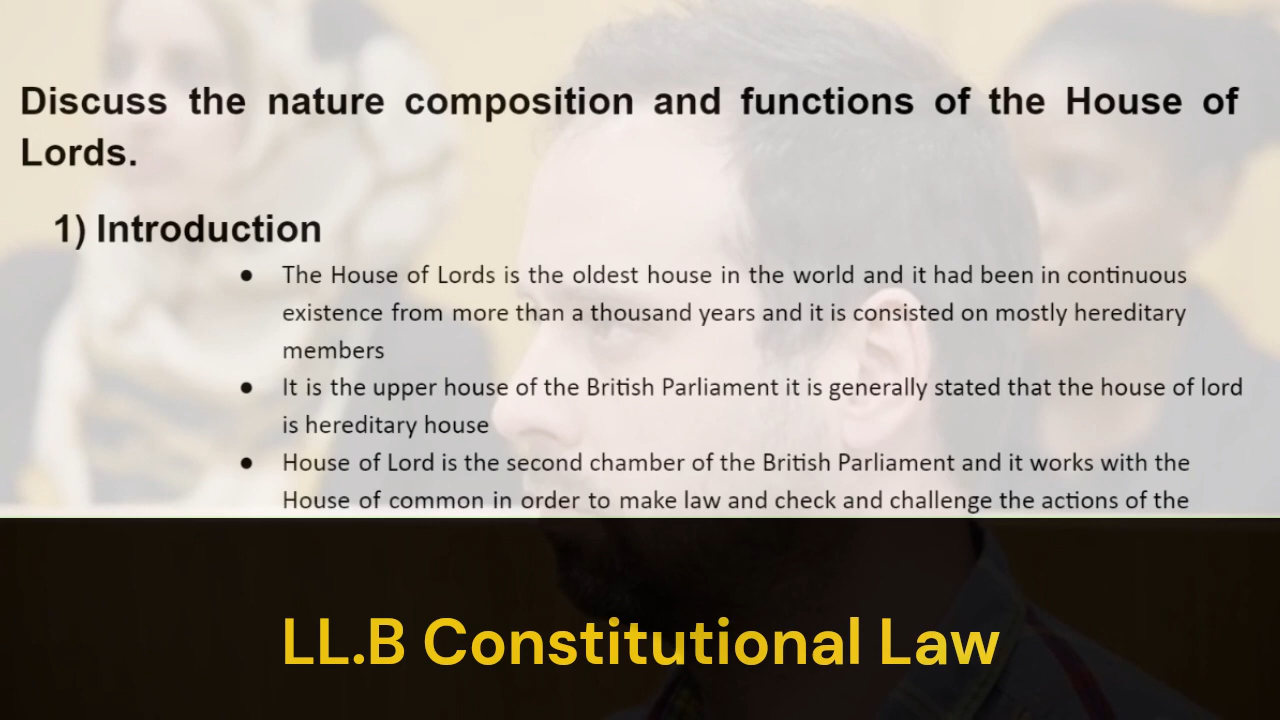 Discuss the nature composition and functions of the House of
Lords.
1) Introduction
● The House of Lords is the oldest house in the world and it had been in continuous
existence from more than a thousand years and it is consisted on mostly hereditary
members
● It is the upper house of the British Parliament it is generally stated that the house of lord
is hereditary house
● House of Lord is the second chamber of the British Parliament and it works with the
House of common in order to make law and check and challenge the actions of the
LL.B Constitutional Law